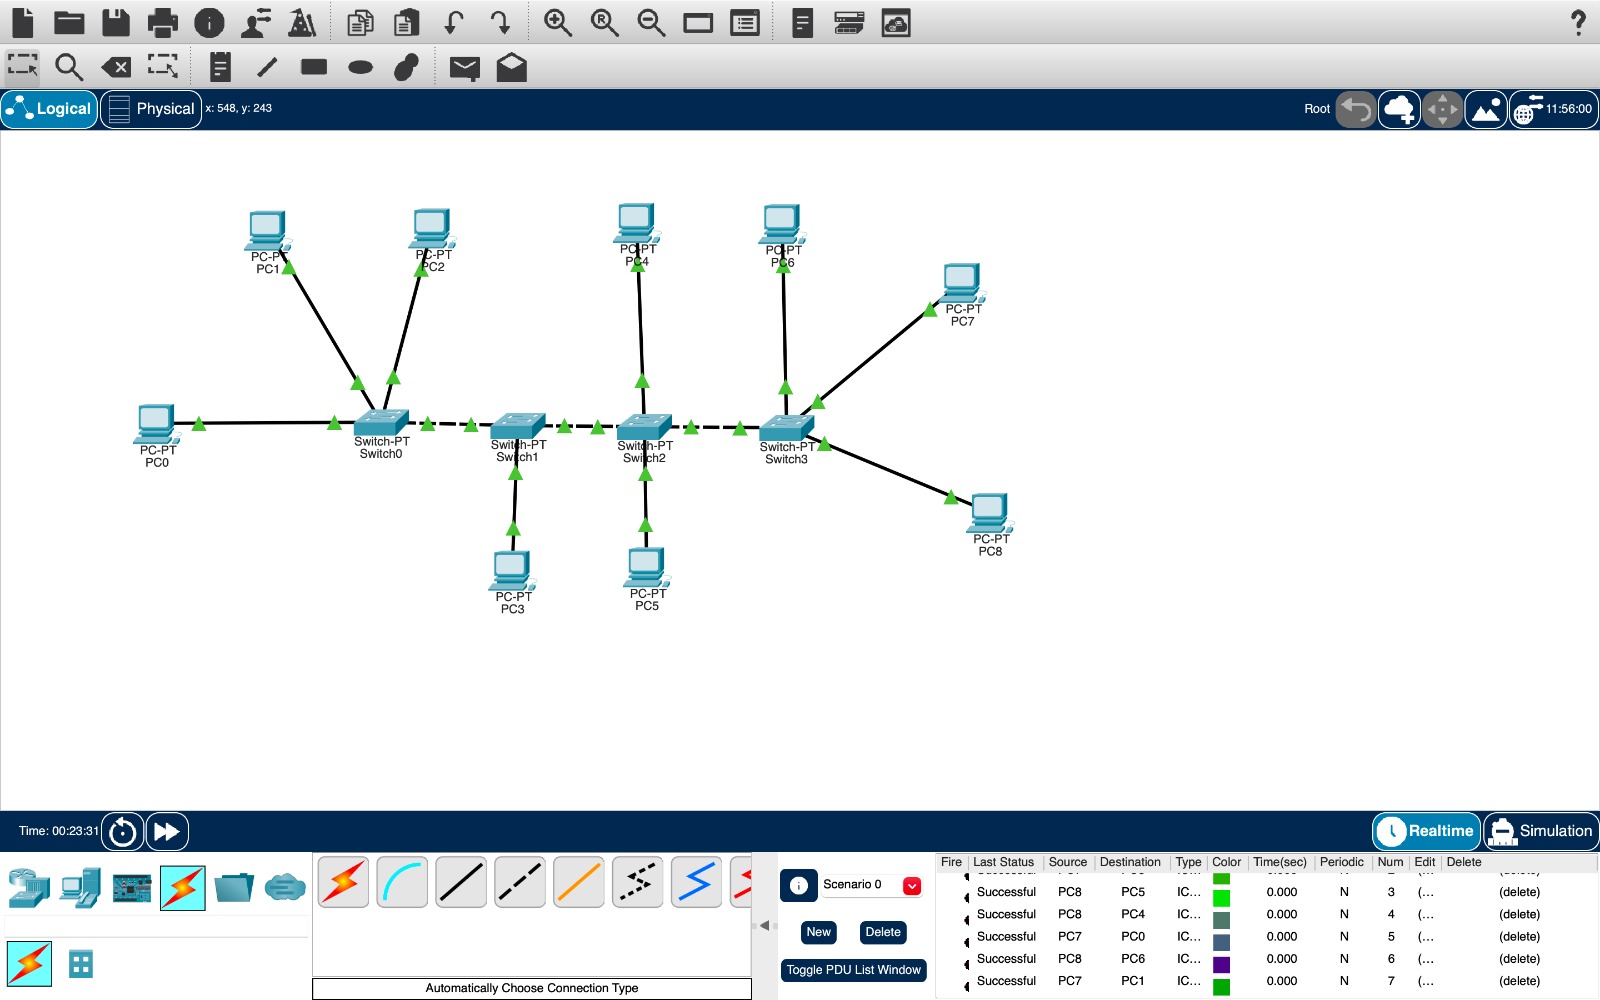 ?
Logical
Physical
x: 548, y: 243
Root
11:56:00
PC-PT
PC1
PC-PT
PC2
PC-PT
PC4
PC-PT
PC6
PC-PT
PC7
PC-PT
PC0
Switch-PT
Switch0
Switch-PT
Switch1
Switch-PT
Switch2
Switch-PT
Switch3
PC-PT
PC8
PC-PT
PC3
PC-PT
PC5
Time: 00:23:31
Realtime
Simulation
Automatically Choose Connection Type
Scenario 0
New
Delete
Toggle PDU List Window
Fire Last Status Source Destination Type Color Time(sec) Periodic Num Edit Delete
Successful PC8 PC5 IC... 0.000 N 3 (... (delete)
Successful PC8 PC4 IC... 0.000 N 4 (... (delete)
Successful PC7 PC0 IC... 0.000 N 5 (... (delete)
Successful PC8 PC6 IC... 0.000 N 6 (... (delete)
Successful PC7 PC1 IC... 0.000 N 7 (... (delete)